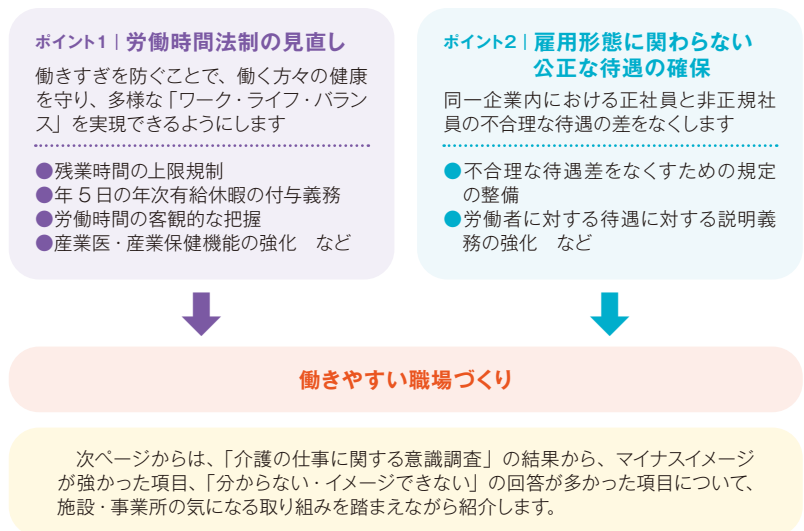 ポイント1｜労働時間法制の見直し
働きすぎを防ぐことで、働く方々の健康
を守り、多様な「ワーク・ライフ・バラン
ス」を実現できるようにします
●残業時間の上限規制
●年５日の年次有給休暇の付与義務
●労働時間の客観的な把握
●産業医・産業保健機能の強化　など
ポイント2｜雇用形態に関わらない
公正な待遇の確保
同一企業内における正社員と非正規社
員の不合理な待遇の差をなくします
●不合理な待遇差をなくすための規定
の整備
●労働者に対する待遇に対する説明義
務の強化　など
働きやすい職場づくり
次ページからは、「介護の仕事に関する意識調査」の結果から、マイナスイメージ
が強かった項目、「分からない・イメージできない」の回答が多かった項目について、
施設・事業所の気になる取り組みを踏まえながら紹介します。